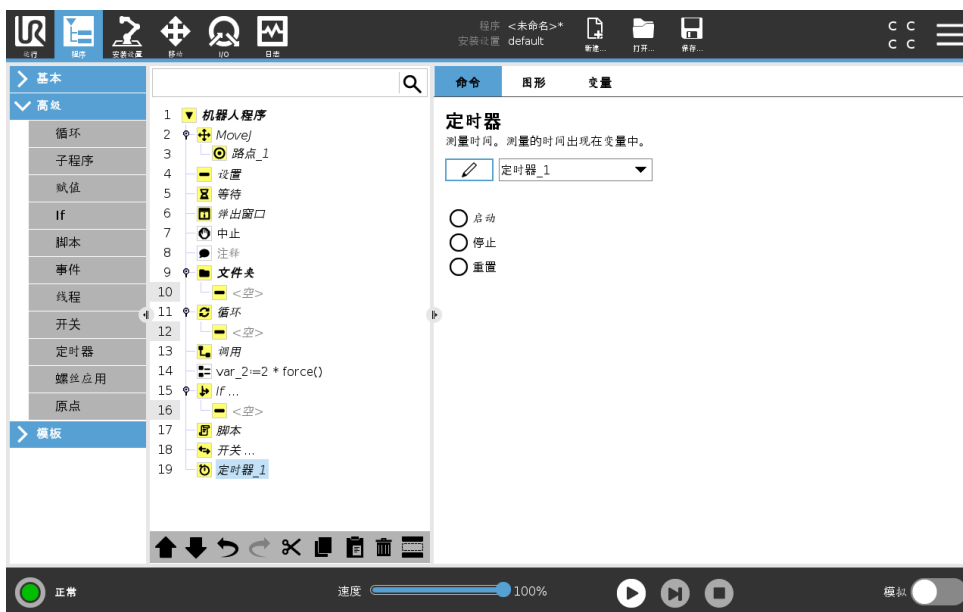 UR
程序 <未命名>*
安装设置 default
运行 程序 安装设置 移动 I/O 日志
新建... 打开... 保存...
C C
C C
基本
高级
循环
子程序
赋值
If
脚本
事件
线程
开关
定时器
螺丝应用
原点
模板
1 机器人程序
2 MoveJ
3 路点_1
4 设置
5 等待
6 弹出窗口
7 中止
8 注释
9 文件夹
10 <空>
11 循环
12 <空>
13 调用
14 var_2≔2 * force()
15 If ...
16 <空>
17 脚本
18 开关 ...
19 定时器_1
命令 图形 变量
定时器
测量时间。测量的时间出现在变量中。
定时器_1
启动
停止
重置
正常
速度 100%
模拟